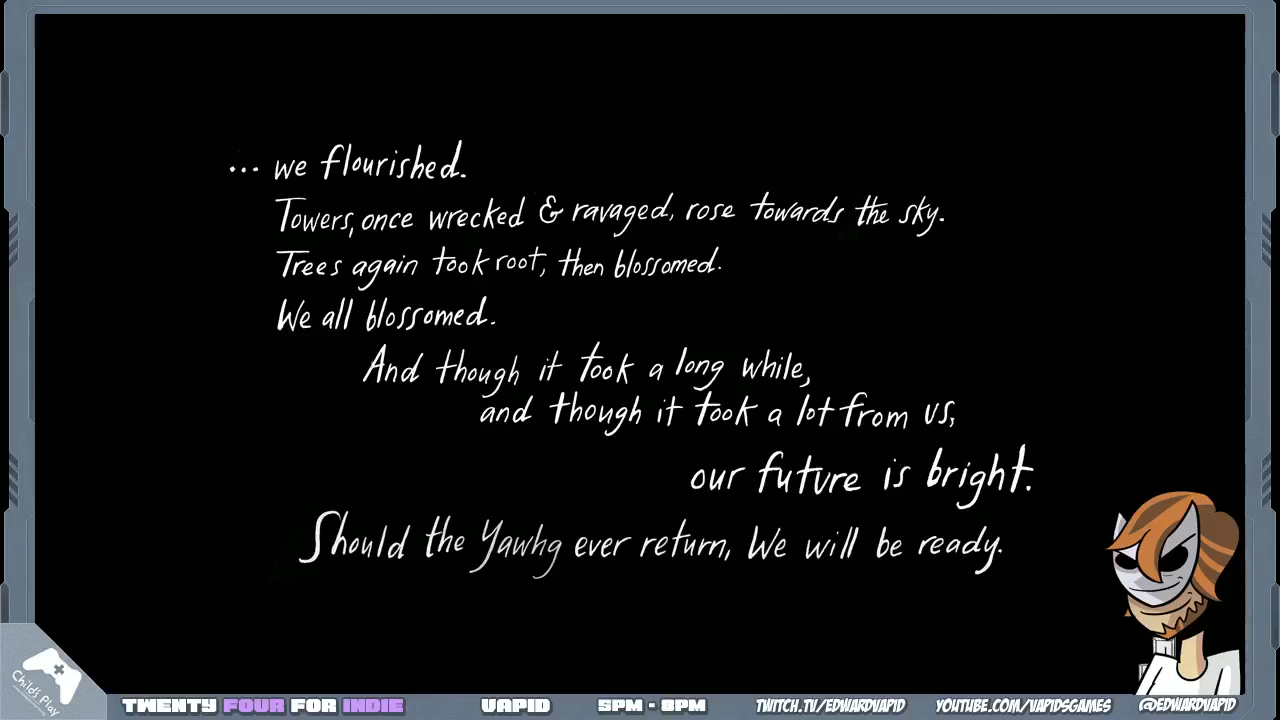 ... we flourished.
Towers, once wrecked & ravaged, rose towards the sky.
Trees again took root, then blossomed.
We all blossomed.
And though it took a long while,
and though it took a lot from us,
our future is bright.
Should the Yawhg ever return, We will be ready.
Child's Play
TWENTY FOUR FOR INDIE VAPID 5PM - 8PM TWITCH.TV/EDWARDVAPID YOUTUBE.COM/VAPIDSGAMES @EDWARDVAPID